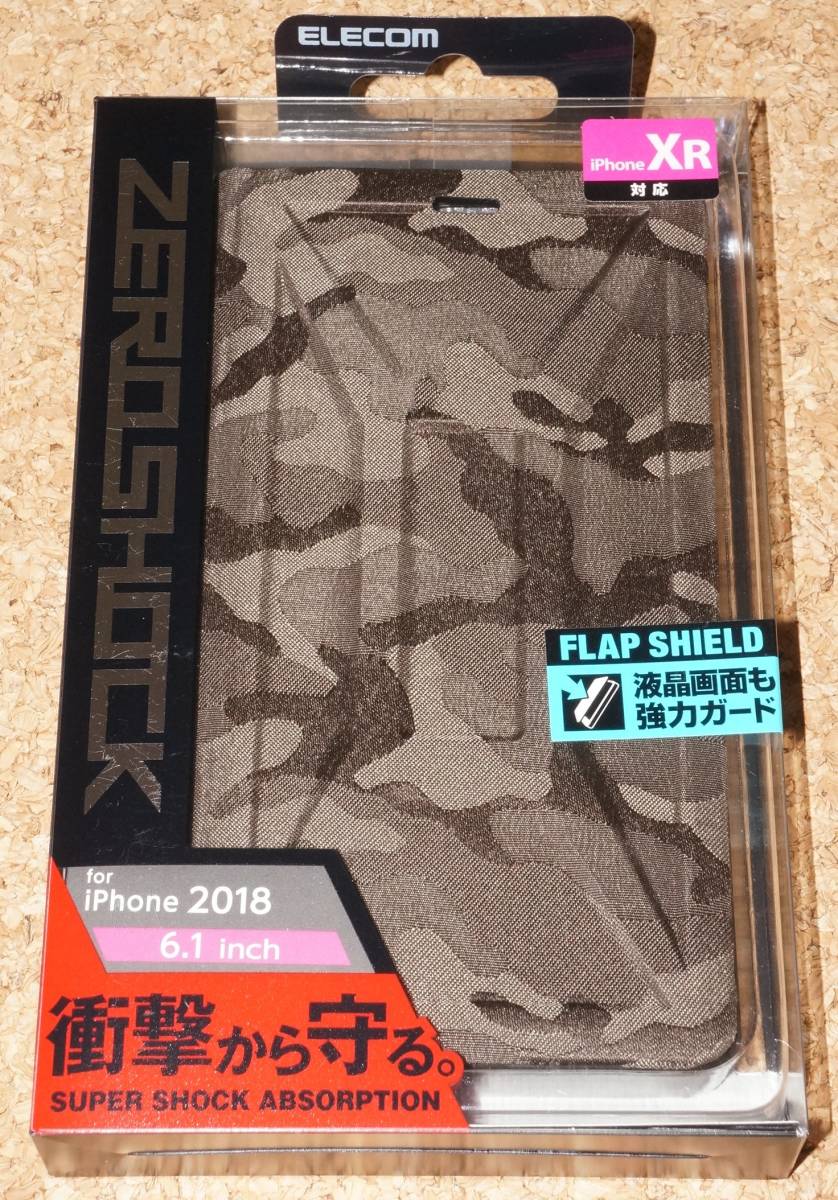 ELECOM
iPhone XR
対応
ZEROSHOCK
FLAP SHIELD
液晶画面も
強力ガード
for
iPhone 2018
6.1 inch
衝撃から守る。
SUPER SHOCK ABSORPTION